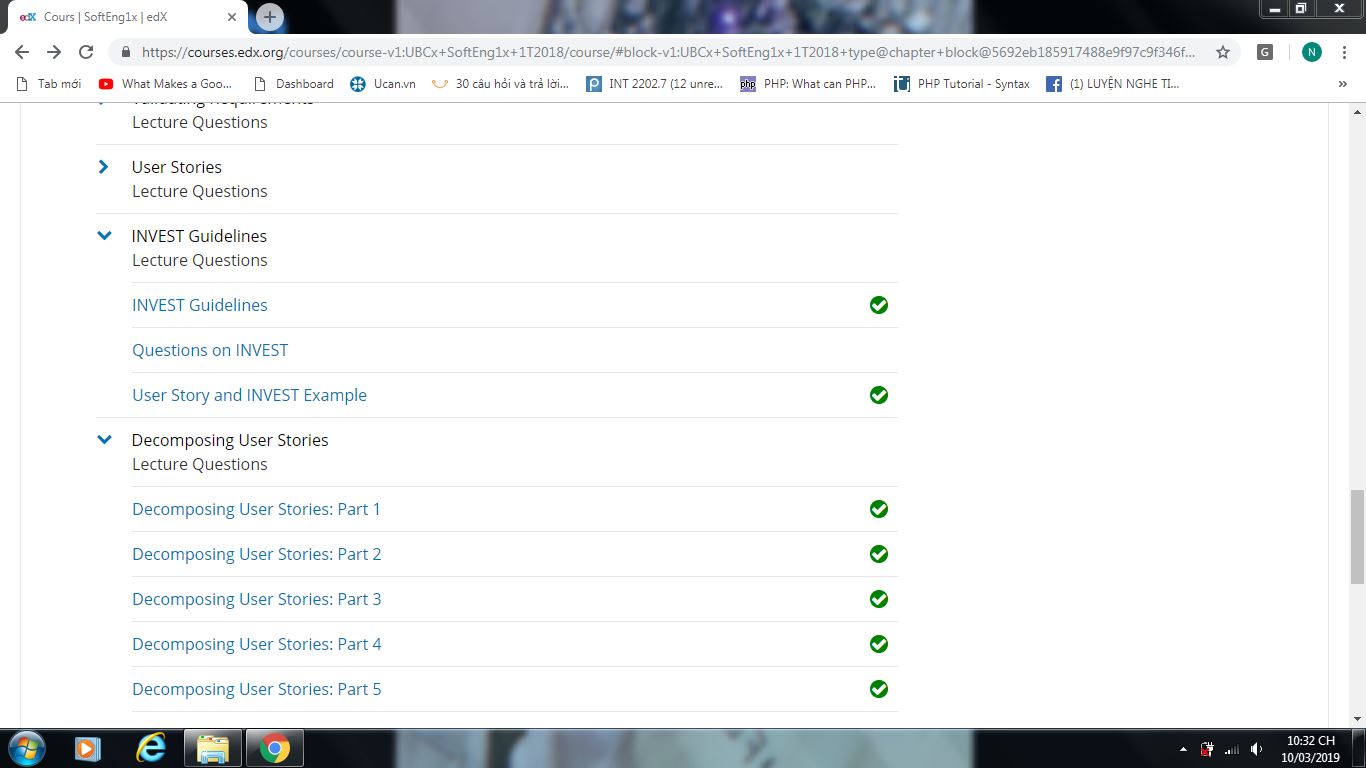 edX Cours | SoftEng1x | edX
https://courses.edx.org/courses/course-v1:UBCx+SoftEng1x+1T2018/course/#block-v1:UBCx+SoftEng1x+1T2018+type@chapter+block@5692eb185917488e9f97c9f346f...
G
N
Tab mới What Makes a Goo... Dashboard Ucan.vn 30 câu hỏi và trả lời... INT 2202.7 (12 unre... php PHP: What can PHP... PHP Tutorial - Syntax (1) LUYỆN NGHE TI... »
Validating Requirements
Lecture Questions
User Stories
Lecture Questions
INVEST Guidelines
Lecture Questions
INVEST Guidelines
Questions on INVEST
User Story and INVEST Example
Decomposing User Stories
Lecture Questions
Decomposing User Stories: Part 1
Decomposing User Stories: Part 2
Decomposing User Stories: Part 3
Decomposing User Stories: Part 4
Decomposing User Stories: Part 5
10:32 CH
10/03/2019